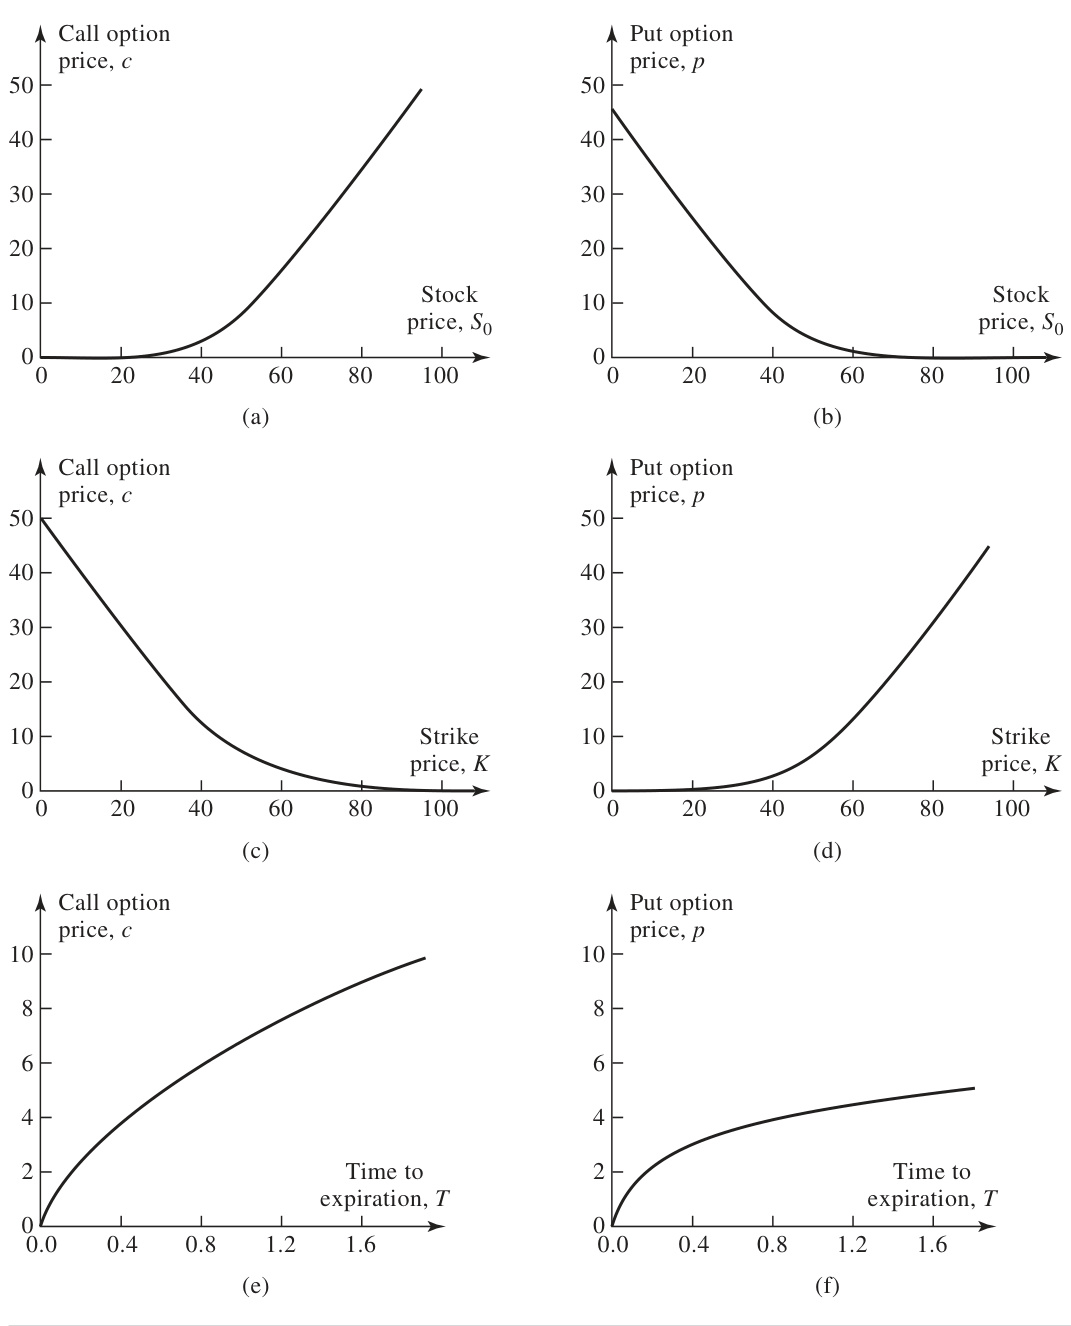 Call option
price, c
50
40
30
20
10
0
0 20 40 60 80 100
Stock
price, S0
(a)
Put option
price, p
50
40
30
20
10
0
0 20 40 60 80 100
Stock
price, S0
(b)
Call option
price, c
50
40
30
20
10
0
0 20 40 60 80 100
Strike
price, K
(c)
Put option
price, p
50
40
30
20
10
0
0 20 40 60 80 100
Strike
price, K
(d)
Call option
price, c
10
8
6
4
2
0
0.0 0.4 0.8 1.2 1.6
Time to
expiration, T
(e)
Put option
price, p
10
8
6
4
2
0
0.0 0.4 0.8 1.2 1.6
Time to
expiration, T
(f)